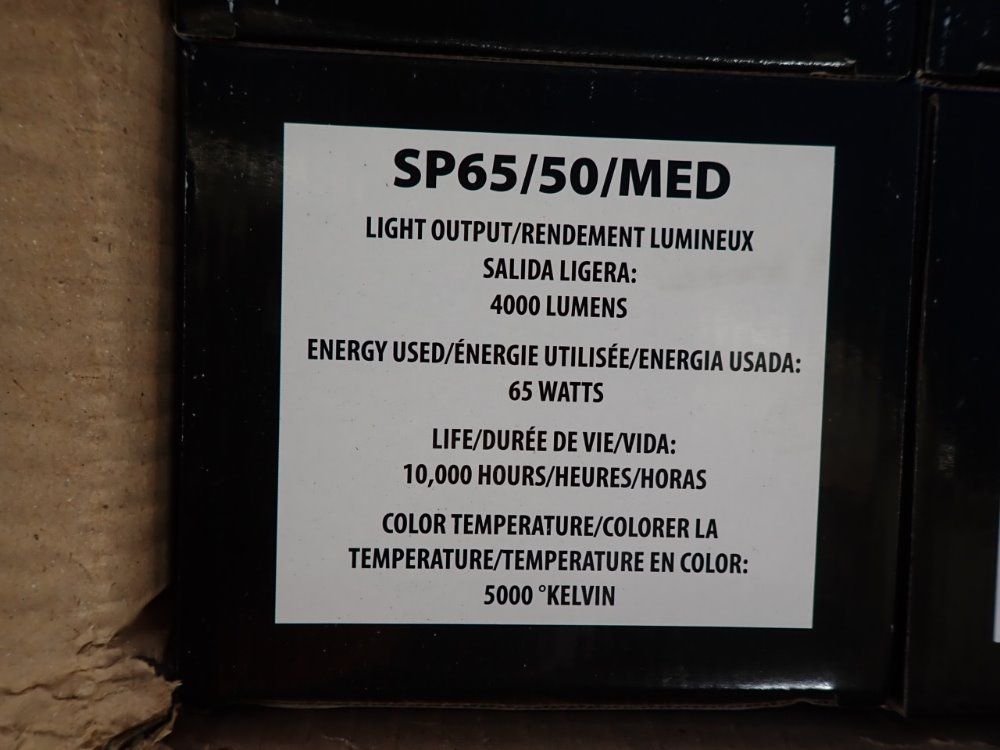 SP65/50/MED
LIGHT OUTPUT/RENDEMENT LUMINEUX
SALIDA LIGERA:
4000 LUMENS
ENERGY USED/ÉNERGIE UTILISÉE/ENERGIA USADA:
65 WATTS
LIFE/DURÉE DE VIE/VIDA:
10,000 HOURS/HEURES/HORAS
COLOR TEMPERATURE/COLORER LA
TEMPERATURE/TEMPERATURE EN COLOR:
5000 °KELVIN